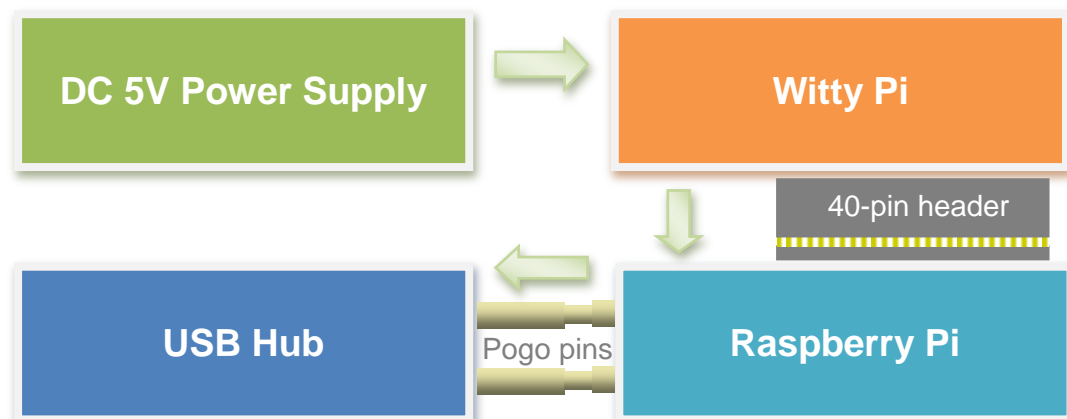 DC 5V Power Supply
Witty Pi
40-pin header
USB Hub
Pogo pins
Raspberry Pi